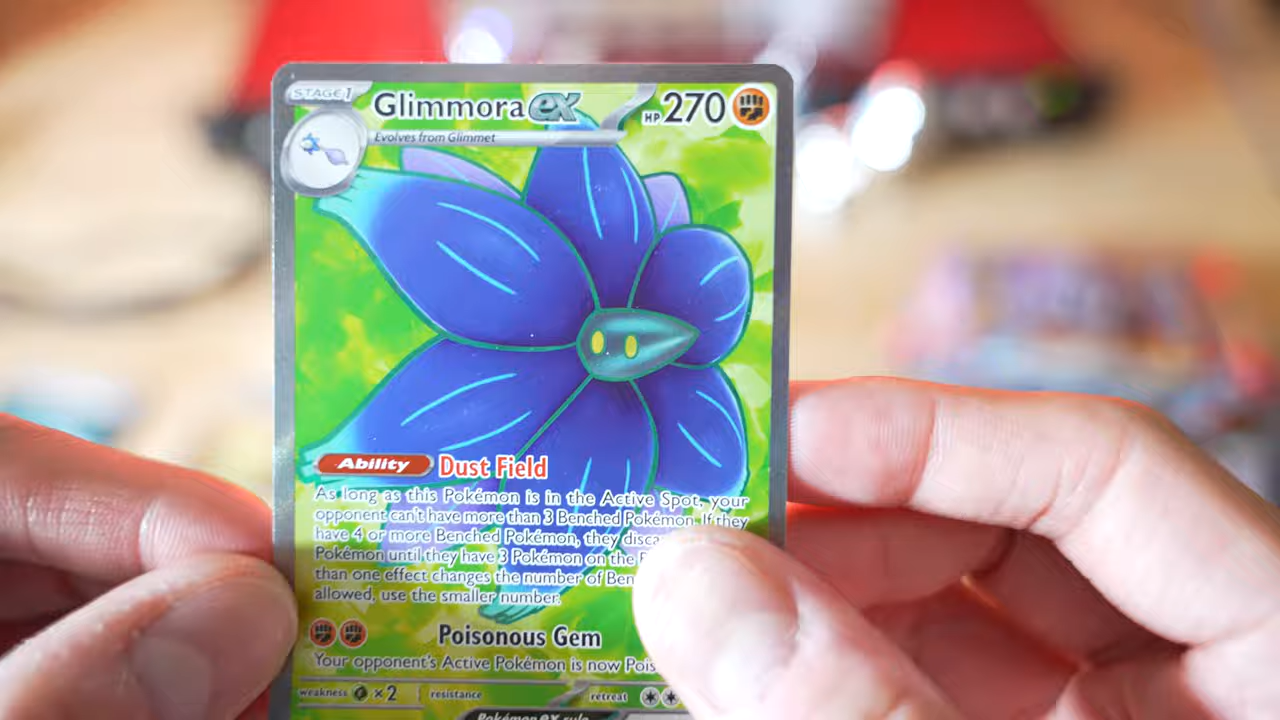 STAGE 1
Glimmora ex HP 270
Evolves from Glimmet
Ability Dust Field
As long as this Pokémon is in the Active Spot, your
opponent can't have more than 3 Benched Pokémon. If they
have 4 or more Benched Pokémon, they
Pokémon until they have 3 Pokémon on the
than one effect changes the number of
allowed, use the smaller number.
Poisonous Gem
Your opponent's Active Pokémon is now
weakness ×2 resistance retreat
Pokémon ex rule